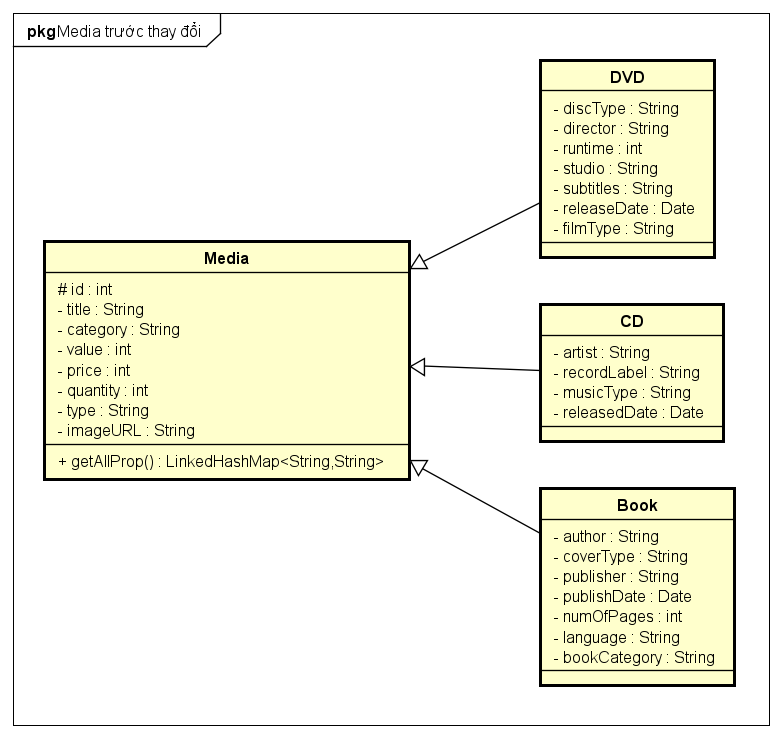 pkg Media trước thay đổi
Media
# id : int
- title : String
- category : String
- value : int
- price : int
- quantity : int
- type : String
- imageURL : String
+ getAllProp() : LinkedHashMap<String,String>
DVD
- discType : String
- director : String
- runtime : int
- studio : String
- subtitles : String
- releaseDate : Date
- filmType : String
CD
- artist : String
- recordLabel : String
- musicType : String
- releasedDate : Date
Book
- author : String
- coverType : String
- publisher : String
- publishDate : Date
- numOfPages : int
- language : String
- bookCategory : String